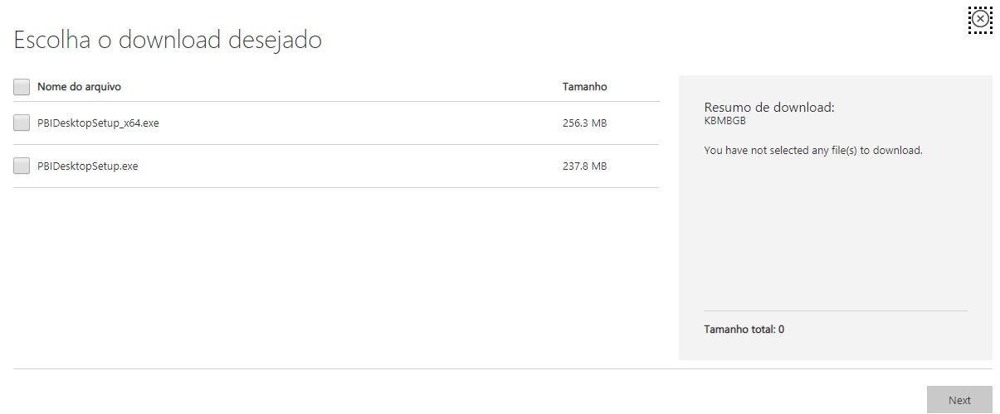 Escolha o download desejado
Nome do arquivo Tamanho
PBIDesktopSetup_x64.exe 256.3 MB
PBIDesktopSetup.exe 237.8 MB
Resumo de download:
KBMBGB
You have not selected any file(s) to download.
Tamanho total: 0
Next